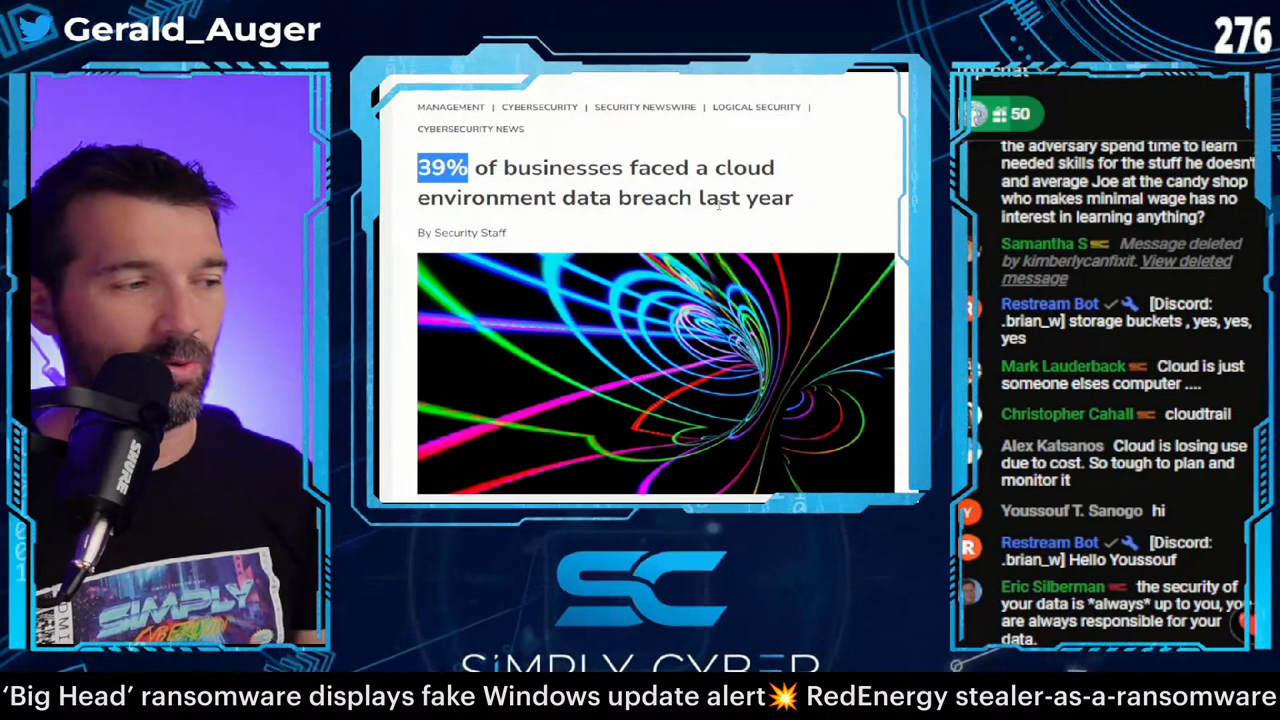 Gerald_Auger
276
MANAGEMENT | CYBERSECURITY | SECURITY NEWSWIRE | LOGICAL SECURITY |
CYBERSECURITY NEWS
39% of businesses faced a cloud
environment data breach last year
By Security Staff
SHURE
SIMPLY
CYBER
50
the adversary spend time to learn
needed skills for the stuff he doesn't
and average Joe at the candy shop
who makes minimal wage has no
interest in learning anything?
Samantha S Message deleted
by kimberlycanfixit. View deleted
message
Restream Bot [Discord:
.brian_w] storage buckets , yes, yes,
yes
Mark Lauderback Cloud is just
someone elses computer ....
Christopher Cahall cloudtrail
Alex Katsanos Cloud is losing use
due to cost. So tough to plan and
monitor it
Y Youssouf T. Sanogo hi
R Restream Bot [Discord:
.brian_w] Hello Youssouf
Eric Silberman the security of
your data is *always* up to you, you
are always responsible for your
data.
SC
SiMPLY CYBER
‘Big Head’ ransomware displays fake Windows update alert💥 RedEnergy stealer-as-a-ransomware